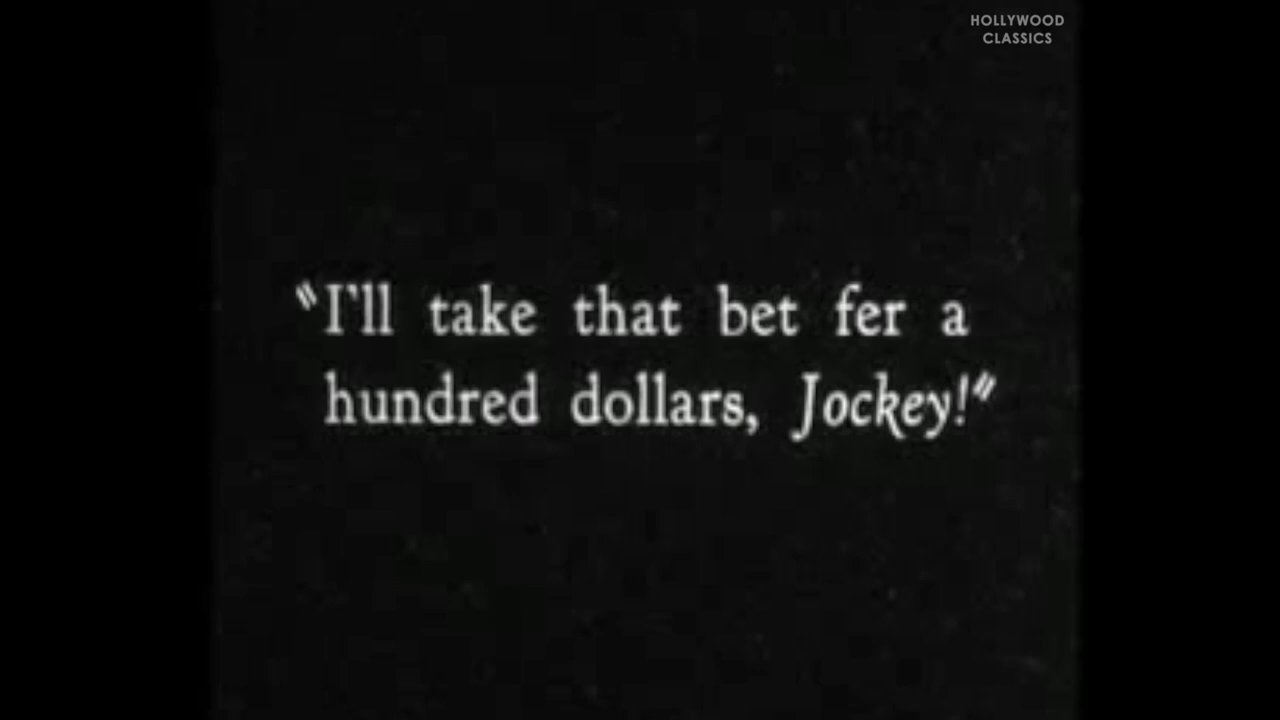 HOLLYWOOD
CLASSICS
"I'll take that bet fer a
hundred dollars, Jockey!"